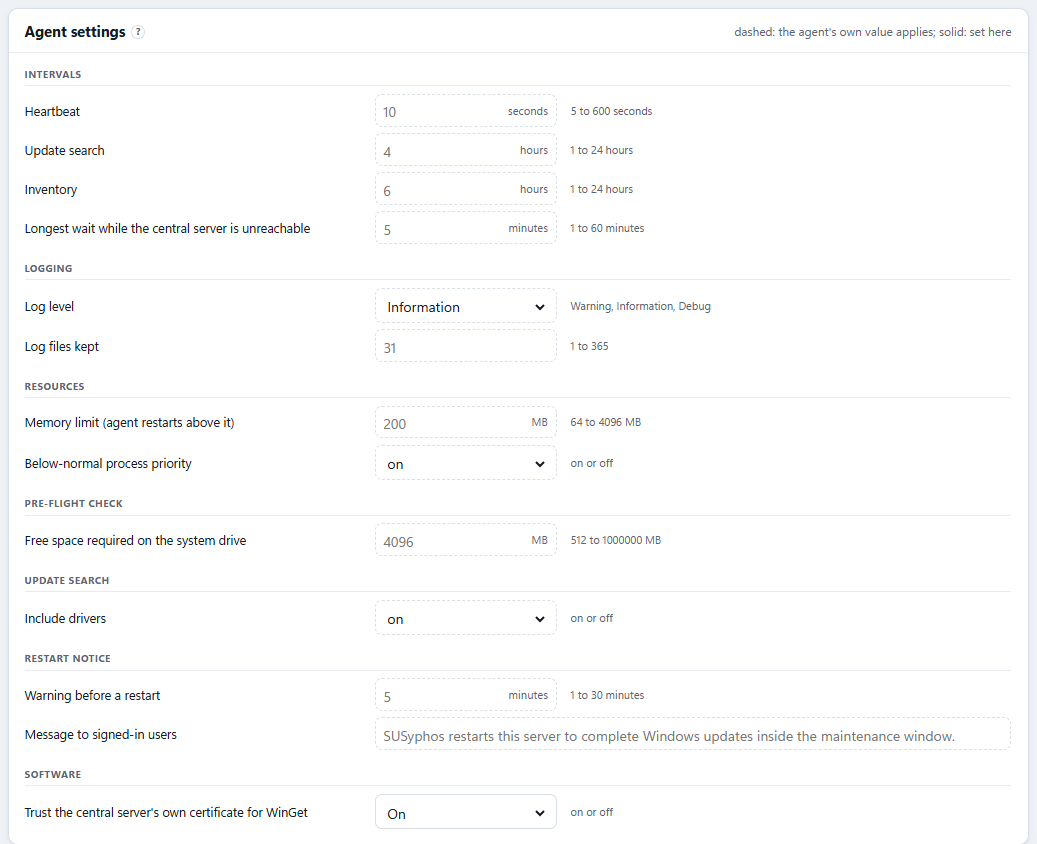 Agent settings ? dashed: the agent's own value applies; solid: set here
INTERVALS
Heartbeat 10 seconds 5 to 600 seconds
Update search 4 hours 1 to 24 hours
Inventory 6 hours 1 to 24 hours
Longest wait while the central server is unreachable 5 minutes 1 to 60 minutes
LOGGING
Log level Information Warning, Information, Debug
Log files kept 31 1 to 365
RESOURCES
Memory limit (agent restarts above it) 200 MB 64 to 4096 MB
Below-normal process priority on on or off
PRE-FLIGHT CHECK
Free space required on the system drive 4096 MB 512 to 1000000 MB
UPDATE SEARCH
Include drivers on on or off
RESTART NOTICE
Warning before a restart 5 minutes 1 to 30 minutes
Message to signed-in users SUSyphos restarts this server to complete Windows updates inside the maintenance window.
SOFTWARE
Trust the central server's own certificate for WinGet On on or off